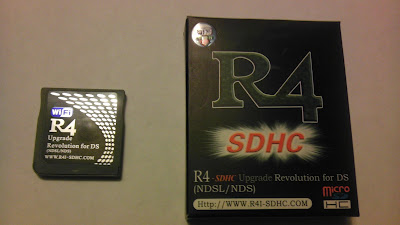 WiFi
R4
Upgrade
Revolution for DS
(NDSL/NDS)
WWW.R4I-SDHC.COM
R4
SDHC
R4-SDHC Upgrade Revolution for DS
(NDSL/NDS)
Http://WWW.R4I-SDHC.COM
micro
HC